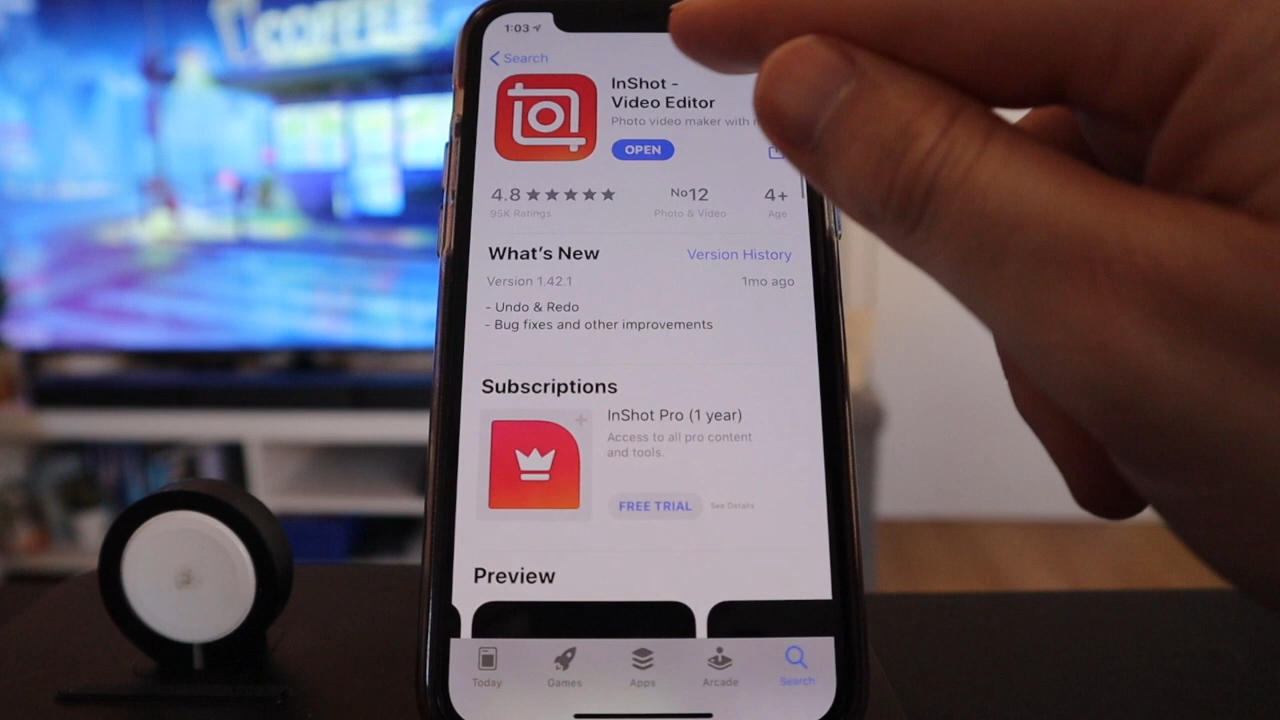 COFFEE
1:03
Search
InShot -
Video Editor
Photo video maker with
OPEN
4.8
No12
4+
95K Ratings
Photo & Video
Age
What's New
Version History
Version 1.42.1
1mo ago
- Undo & Redo
- Bug fixes and other improvements
Subscriptions
InShot Pro (1 year)
Access to all pro content
and tools.
FREE TRIAL
See Details
Preview
Today
Games
Apps
Arcade
Search